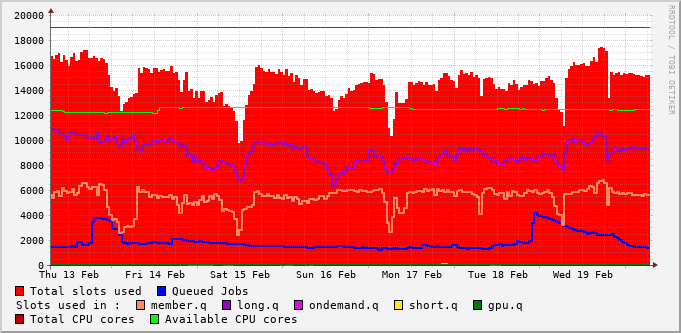 20000
18000
16000
14000
12000
10000
8000
6000
4000
2000
0
Thu 13 Feb Fri 14 Feb Sat 15 Feb Sun 16 Feb Mon 17 Feb Tue 18 Feb Wed 19 Feb
RRDTOOL / TOBI OETIKER
Total slots used Queued Jobs
Slots used in : member.q long.q ondemand.q short.q gpu.q
Total CPU cores Available CPU cores